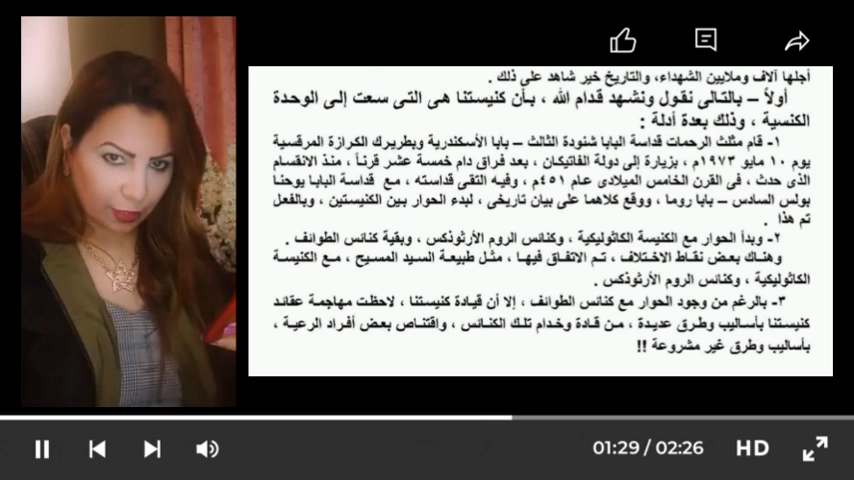 أجلها آلاف وملايين الشهداء، والتاريخ خير شاهد على ذلك .
أولاً – بالتالى نقول ونشهد قدام الله ، بأن كنيستنا هى التى سعت إلى الوحدة
الكنسية ، وذلك بعدة أدلة :
١- قام مثلث الرحمات قداسة البابا شنودة الثالث – بابا الأسكندرية وبطريرك الكرازة المرقسية
يوم ١٠ مايو ١٩٧٣م ، بزيارة إلى دولة الفاتيكان ، بعد فراق دام خمسة عشر قرناً ، منذ الانقسام
الذى حدث ، فى القرن الخامس الميلادى عام ٤٥١م ، وفيه التقى قداسته ، مع قداسة البابا يوحنا
بولس السادس – بابا روما ، ووقع كلاهما على بيان تاريخى ، لبدء الحوار بين الكنيستين ، وبالفعل
تم هذا .
٢- وبدأ الحوار مع الكنيسة الكاثوليكية ، وكنائس الروم الأرثوذكس ، وبقية كنائس الطوائف .
وهناك بعض نقاط الاختلاف ، تم الاتفاق فيها ، مثل طبيعة السيد المسيح ، مع الكنيسة
الكاثوليكية ، وكنائس الروم الأرثوذكس .
٣- بالرغم من وجود الحوار مع كنائس الطوائف ، إلا أن قيادة كنيستنا ، لاحظت مهاجمة عقائد
كنيستنا بأساليب وطرق عديدة ، من قادة وخدام تلك الكنائس ، واقتناص بعض أفراد الرعية ،
بأساليب وطرق غير مشروعة !!
01:29 / 02:26 HD